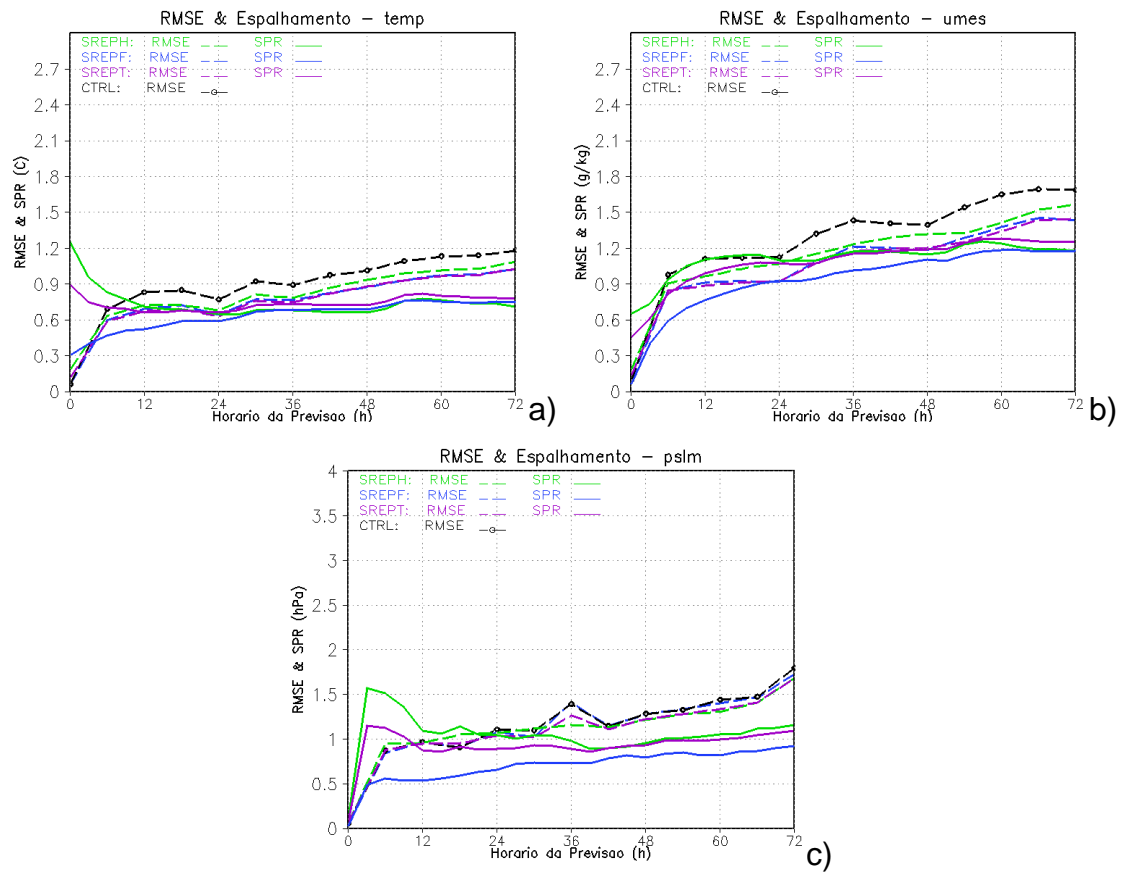 RMSE & Espalhamento – temp
SREPH: RMSE SPR
SREPF: RMSE SPR
SREPT: RMSE SPR
CTRL: RMSE
RMSE & SPR (C)
2.7
2.4
2.1
1.8
1.5
1.2
0.9
0.6
0.3
0
0 12 24 36 48 60 72
Horario da Previsao (h)
a)
RMSE & Espalhamento – umes
SREPH: RMSE SPR
SREPF: RMSE SPR
SREPT: RMSE SPR
CTRL: RMSE
RMSE & SPR (g/kg)
2.7
2.4
2.1
1.8
1.5
1.2
0.9
0.6
0.3
0
0 12 24 36 48 60 72
Horario da Previsao (h)
b)
RMSE & Espalhamento – pslm
SREPH: RMSE SPR
SREPF: RMSE SPR
SREPT: RMSE SPR
CTRL: RMSE
RMSE & SPR (hPa)
4
3.5
3
2.5
2
1.5
1
0.5
0
0 12 24 36 48 60 72
Horario da Previsao (h)
c)